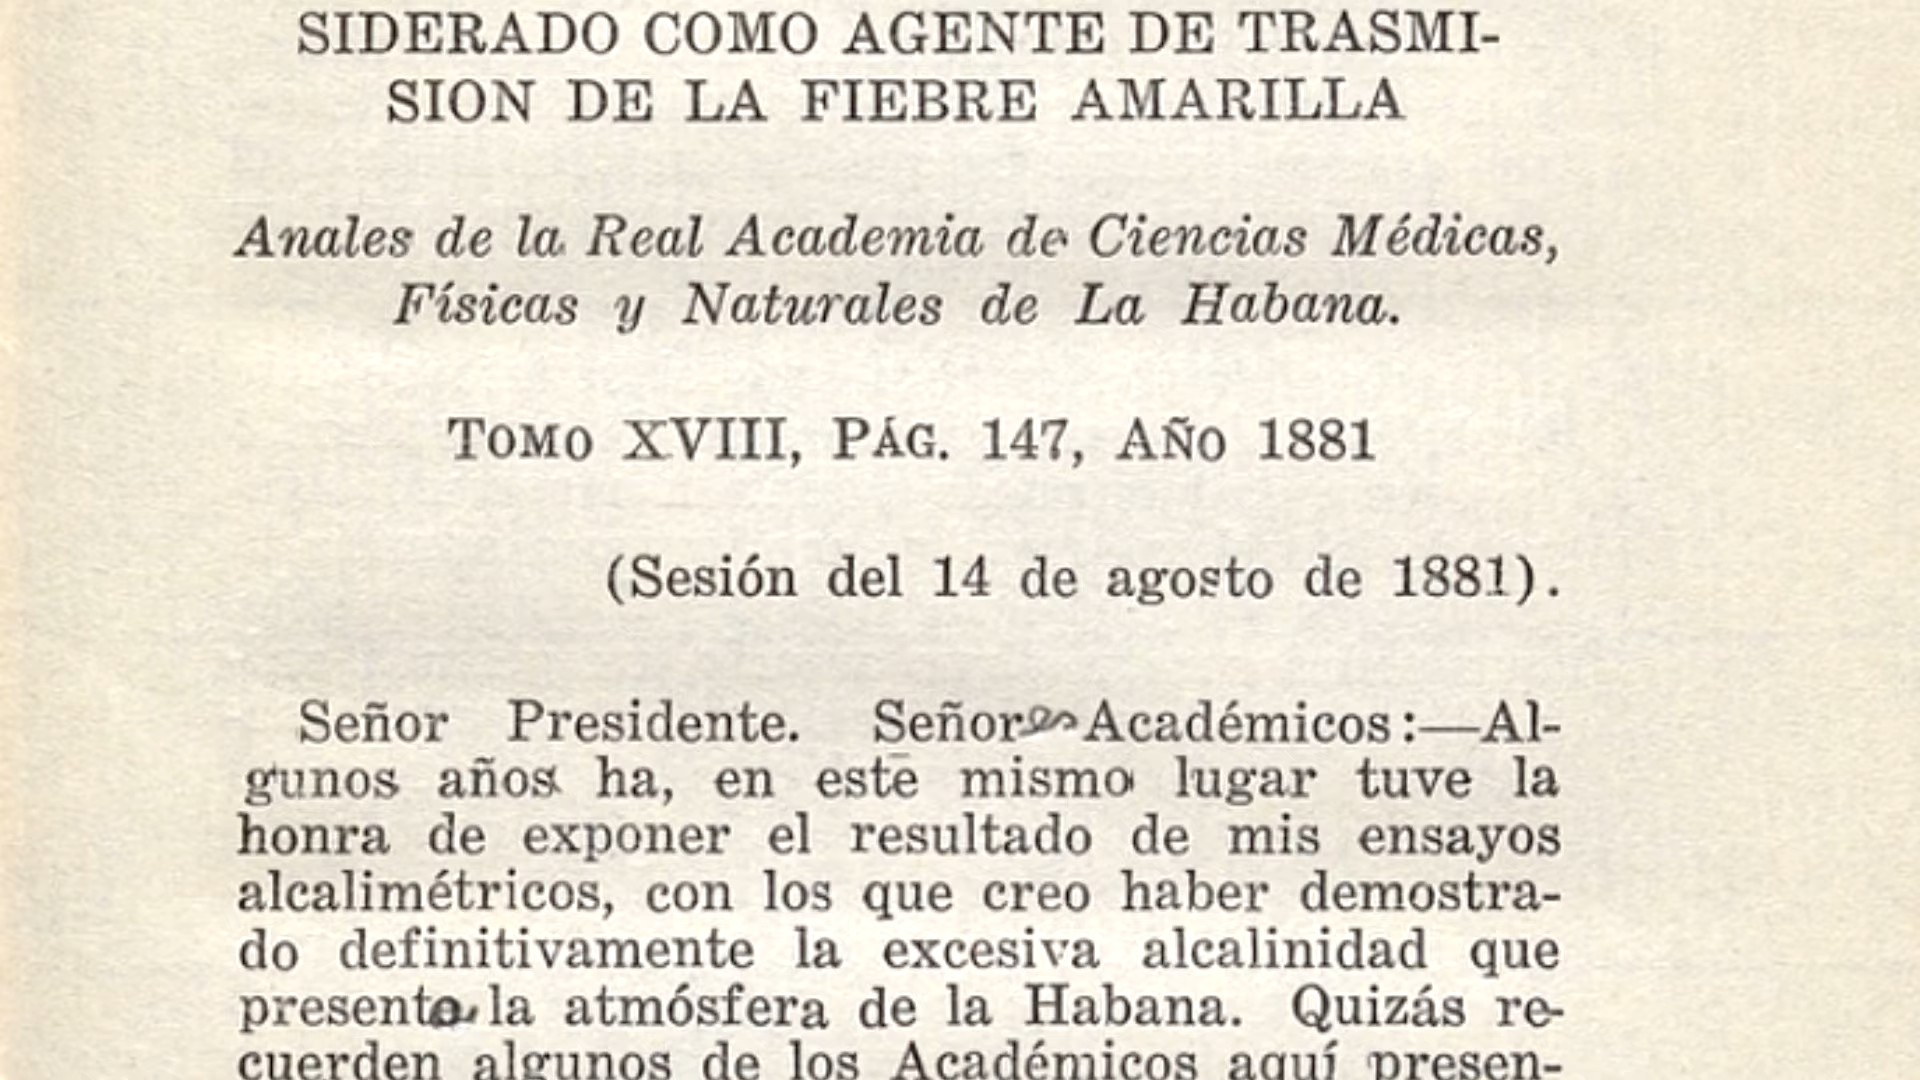 SIDERADO COMO AGENTE DE TRASMI-
SION DE LA FIEBRE AMARILLA
Anales de la Real Academia de Ciencias Médicas,
Físicas y Naturales de La Habana.
TOMO XVIII, PÁG. 147, AÑO 1881
(Sesión del 14 de agosto de 1881).
Señor Presidente. Señores Académicos:—Al-
gunos años ha, en este mismo lugar tuve la
honra de exponer el resultado de mis ensayos
alcalimétricos, con los que creo haber demostra-
do definitivamente la excesiva alcalinidad que
presenta la atmósfera de la Habana. Quizás re-
cuerden algunos de los Académicos aquí presen-